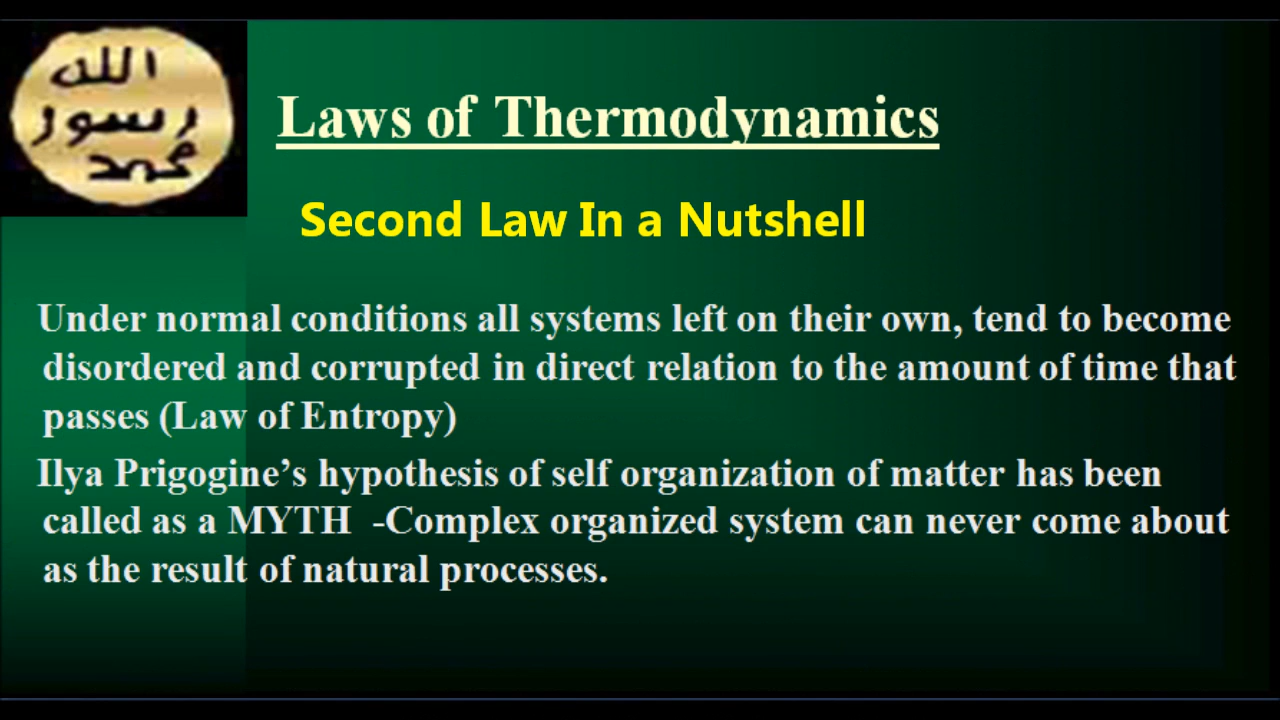 الله
رسول
محمد
Laws of Thermodynamics
Second Law In a Nutshell
Under normal conditions all systems left on their own, tend to become
disordered and corrupted in direct relation to the amount of time that
passes (Law of Entropy)
Ilya Prigogine’s hypothesis of self organization of matter has been
called as a MYTH -Complex organized system can never come about
as the result of natural processes.